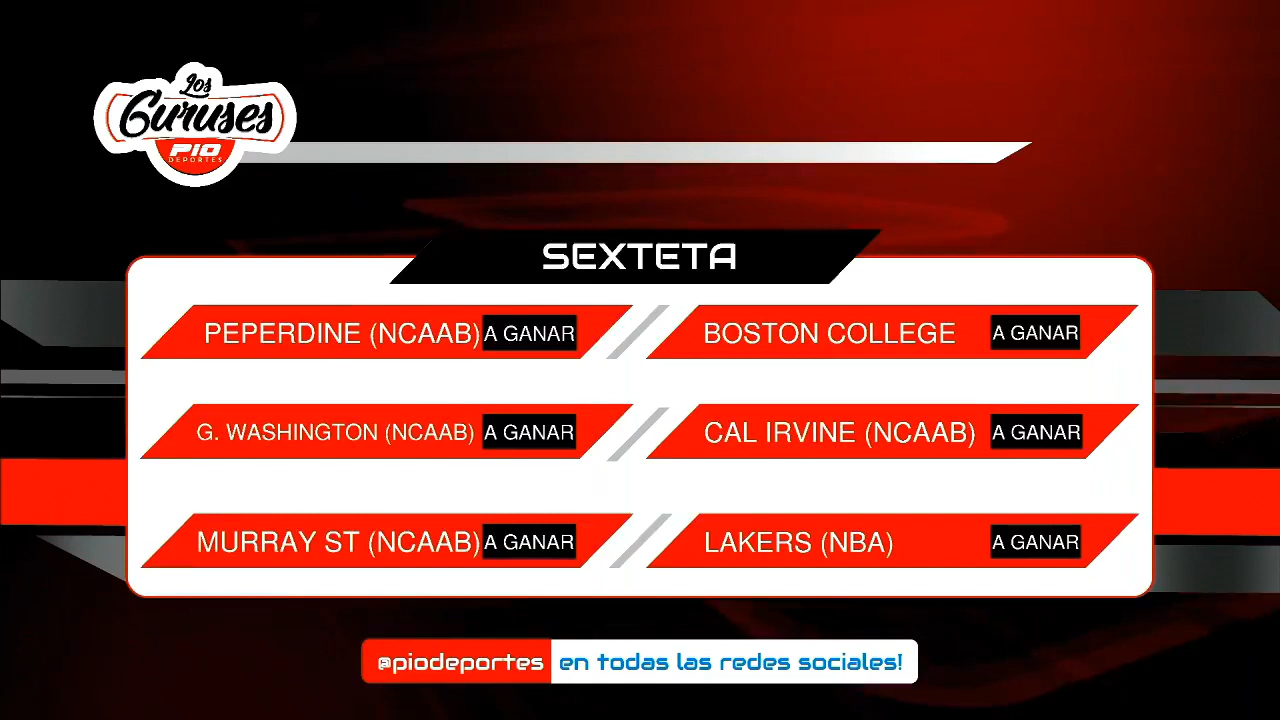 Los
Guruses
PIO
DEPORTES
SEXTETA
PEPERDINE (NCAAB) A GANAR
BOSTON COLLEGE A GANAR
G. WASHINGTON (NCAAB) A GANAR
CAL IRVINE (NCAAB) A GANAR
MURRAY ST (NCAAB) A GANAR
LAKERS (NBA) A GANAR
@piodeportes en todas las redes sociales!